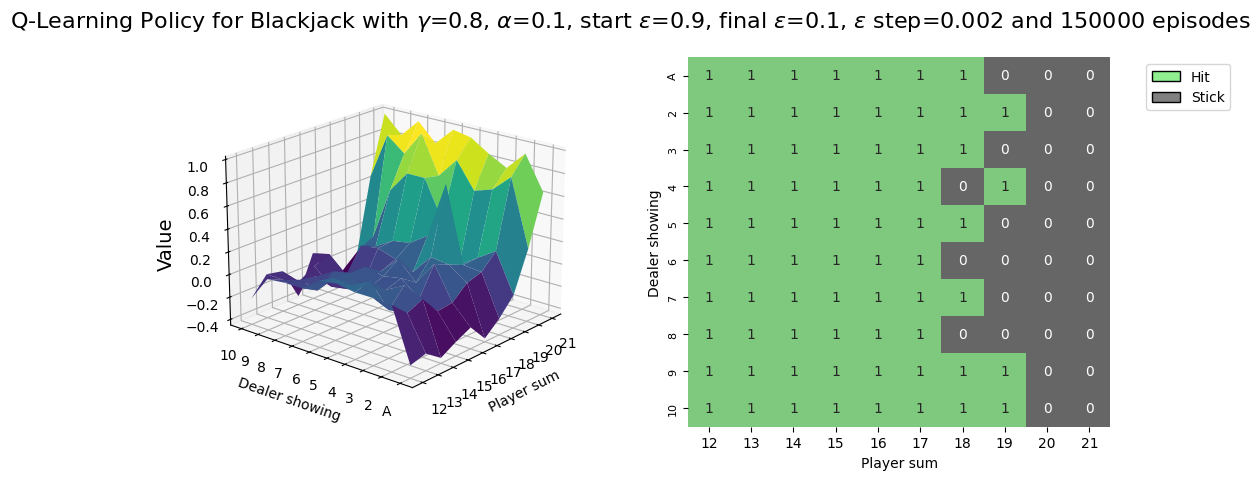 Q-Learning Policy for Blackjack with γ=0.8, α=0.1, start ε=0.9, final ε=0.1, ε step=0.002 and 150000 episodes
1.0
0.8
0.6
0.4
0.2
0.0
−0.2
−0.4
Value
10 9 8 7 6 5 4 3 2 A
Dealer showing
12 13 14 15 16 17 18 19 20 21
Player sum
A 1 1 1 1 1 1 1 0 0 0
2 1 1 1 1 1 1 1 1 0 0
3 1 1 1 1 1 1 1 0 0 0
4 1 1 1 1 1 1 0 1 0 0
5 1 1 1 1 1 1 1 0 0 0
6 1 1 1 1 1 1 0 0 0 0
7 1 1 1 1 1 1 1 0 0 0
8 1 1 1 1 1 1 0 0 0 0
9 1 1 1 1 1 1 1 1 0 0
10 1 1 1 1 1 1 1 1 0 0
Dealer showing
12 13 14 15 16 17 18 19 20 21
Player sum
Hit
Stick